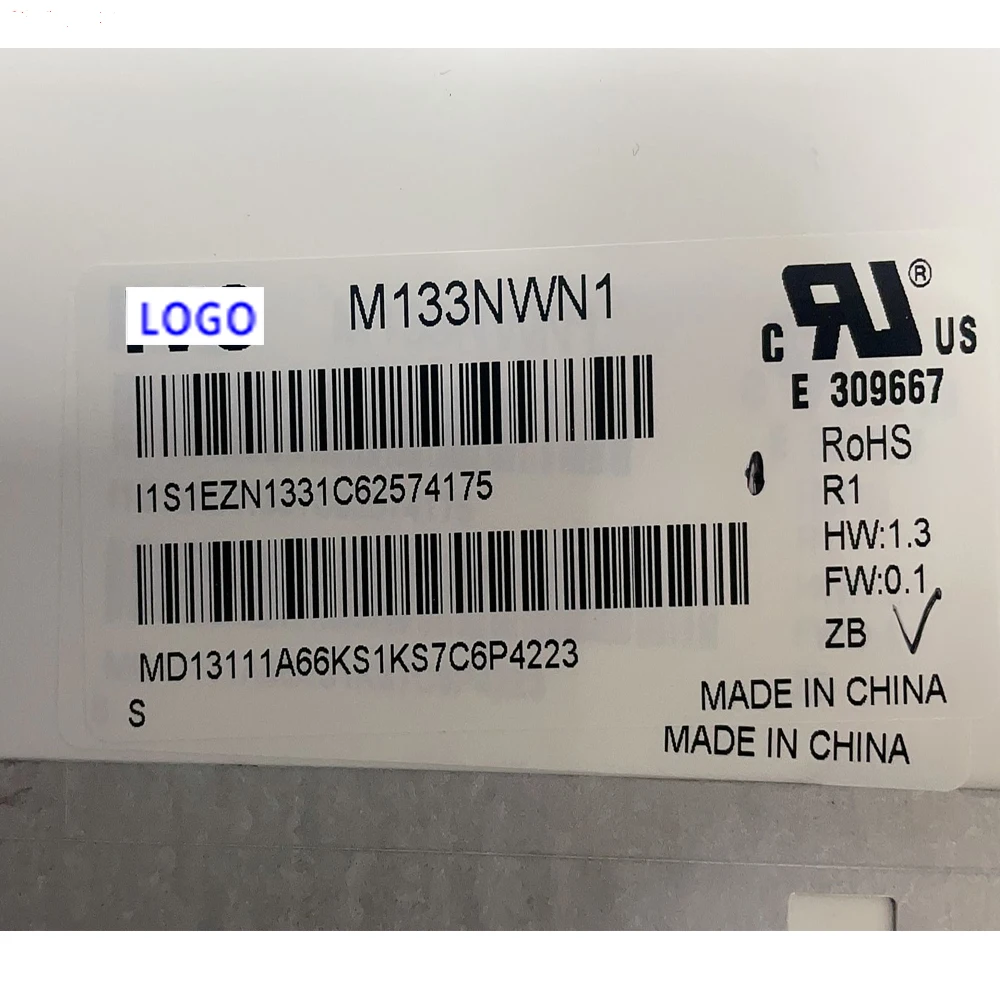 LOGO M133NWN1
I1S1EZN1331C62574175
MD13111A66KS1KS7C6P4223
S
®
C US
E 309667
RoHS
R1
HW:1.3
FW:0.1
ZB
MADE IN CHINA
MADE IN CHINA